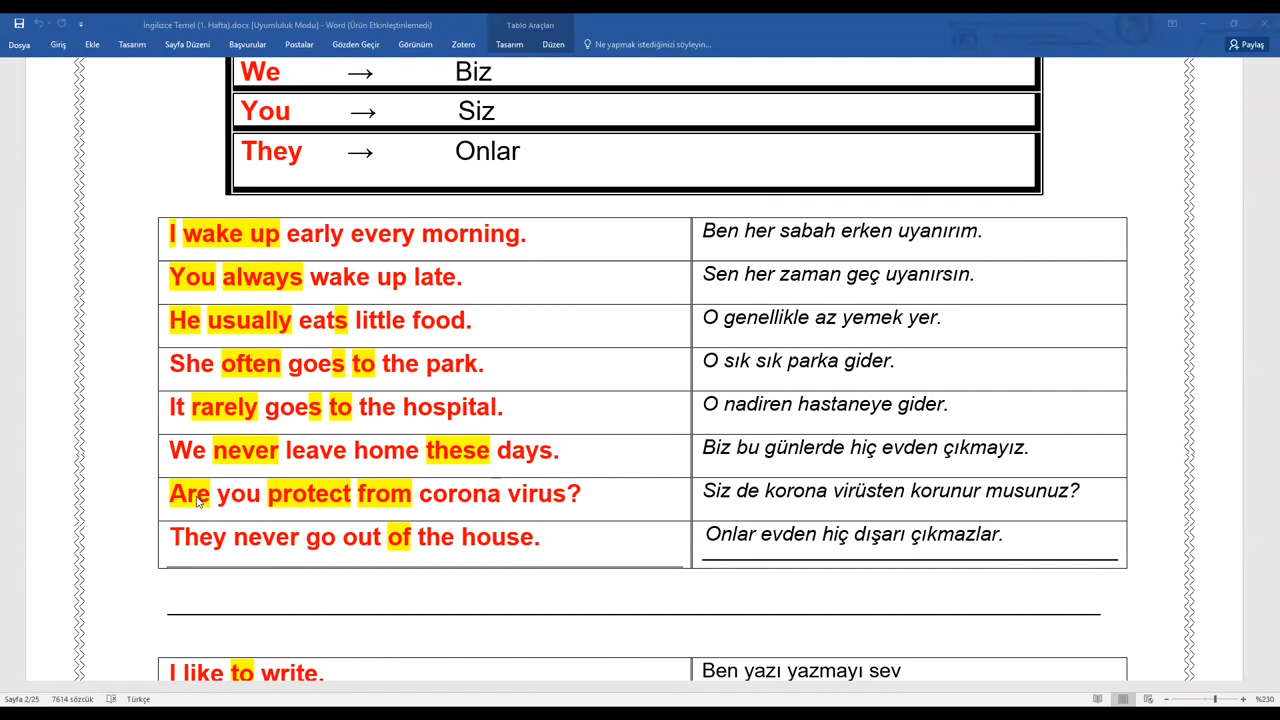 İngilizce Temel (1. Hafta).docx [Uyumluluk Modu] - Word (Ürün Etkinleştirilemedi)
Tablo Araçları
Dosya Giriş Ekle Tasarım Sayfa Düzeni Başvurular Postalar Gözden Geçir Görünüm Zotero Tasarım Düzen Ne yapmak istediğinizi söyleyin... Paylaş
We → Biz
You → Siz
They → Onlar
I wake up early every morning. Ben her sabah erken uyanırım.
You always wake up late. Sen her zaman geç uyanırsın.
He usually eats little food. O genellikle az yemek yer.
She often goes to the park. O sık sık parka gider.
It rarely goes to the hospital. O nadiren hastaneye gider.
We never leave home these days. Biz bu günlerde hiç evden çıkmayız.
Are you protect from corona virus? Siz de korona virüsten korunur musunuz?
They never go out of the house. Onlar evden hiç dışarı çıkmazlar.
I like to write. Ben yazı yazmayı sev
Sayfa 2/25 7614 sözcük Türkçe %230